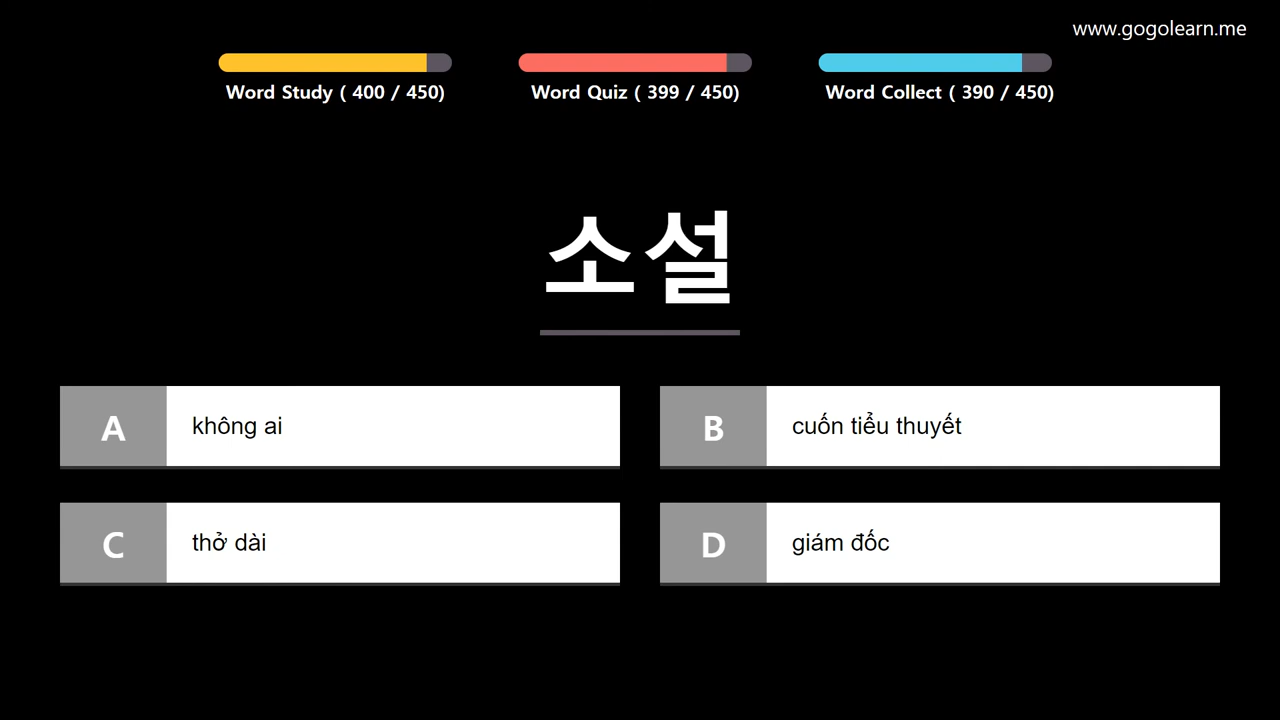 www.gogolearn.me
Word Study ( 400 / 450)
Word Quiz ( 399 / 450)
Word Collect ( 390 / 450)
소설
A không ai
B cuốn tiểu thuyết
C thở dài
D giám đốc